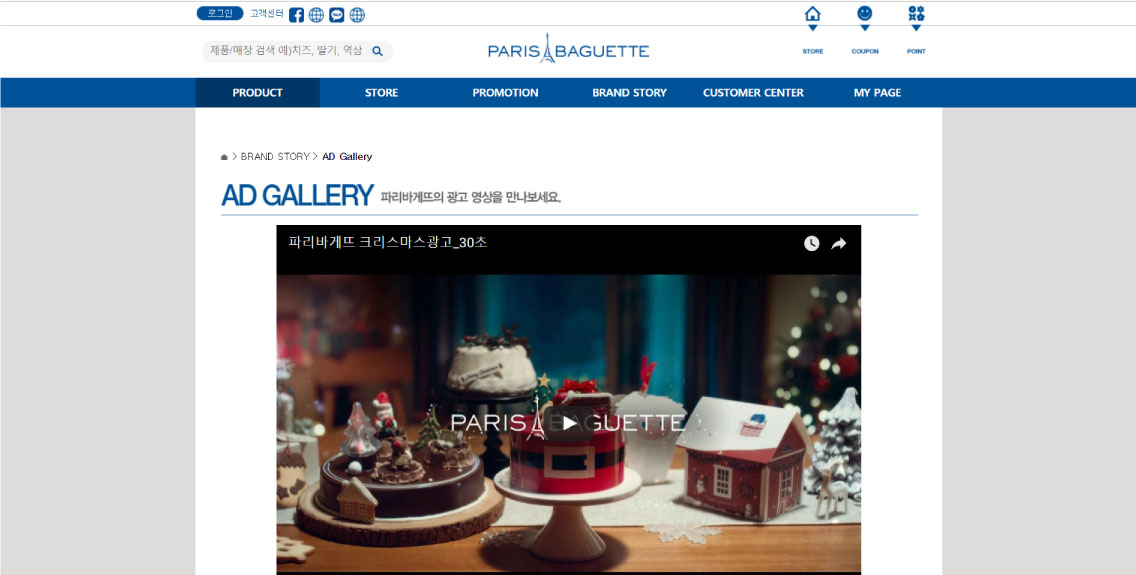 로그인 고객센터
TALK
제품/매장 검색 예)치즈, 딸기, 역삼
PARIS BAGUETTE
STORE COUPON POINT
PRODUCT STORE PROMOTION BRAND STORY CUSTOMER CENTER MY PAGE
> BRAND STORY > AD Gallery
AD GALLERY 파리바게뜨의 광고 영상을 만나보세요.
파리바게뜨 크리스마스광고_30초
Merry Christmas
PARIS BAGUETTE